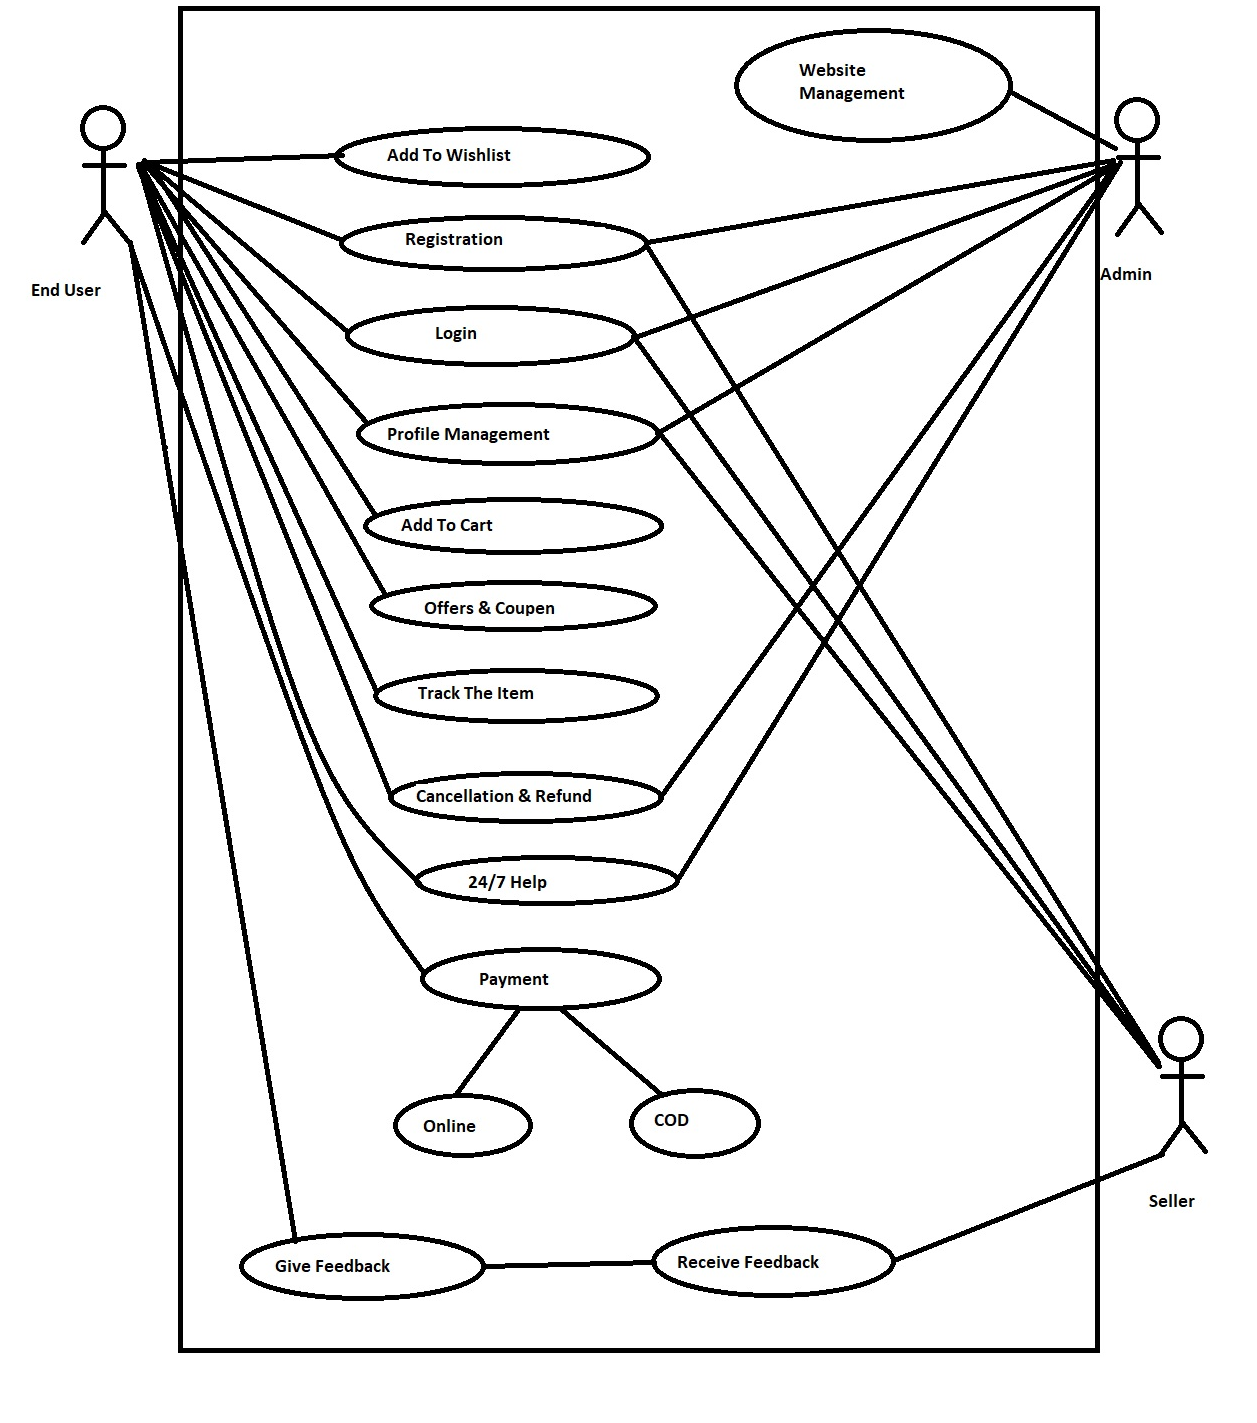 Website
Management
Add To Wishlist
Registration
End User
Admin
Login
Profile Management
Add To Cart
Offers & Coupen
Track The Item
Cancellation & Refund
24/7 Help
Payment
Online
COD
Seller
Give Feedback
Receive Feedback